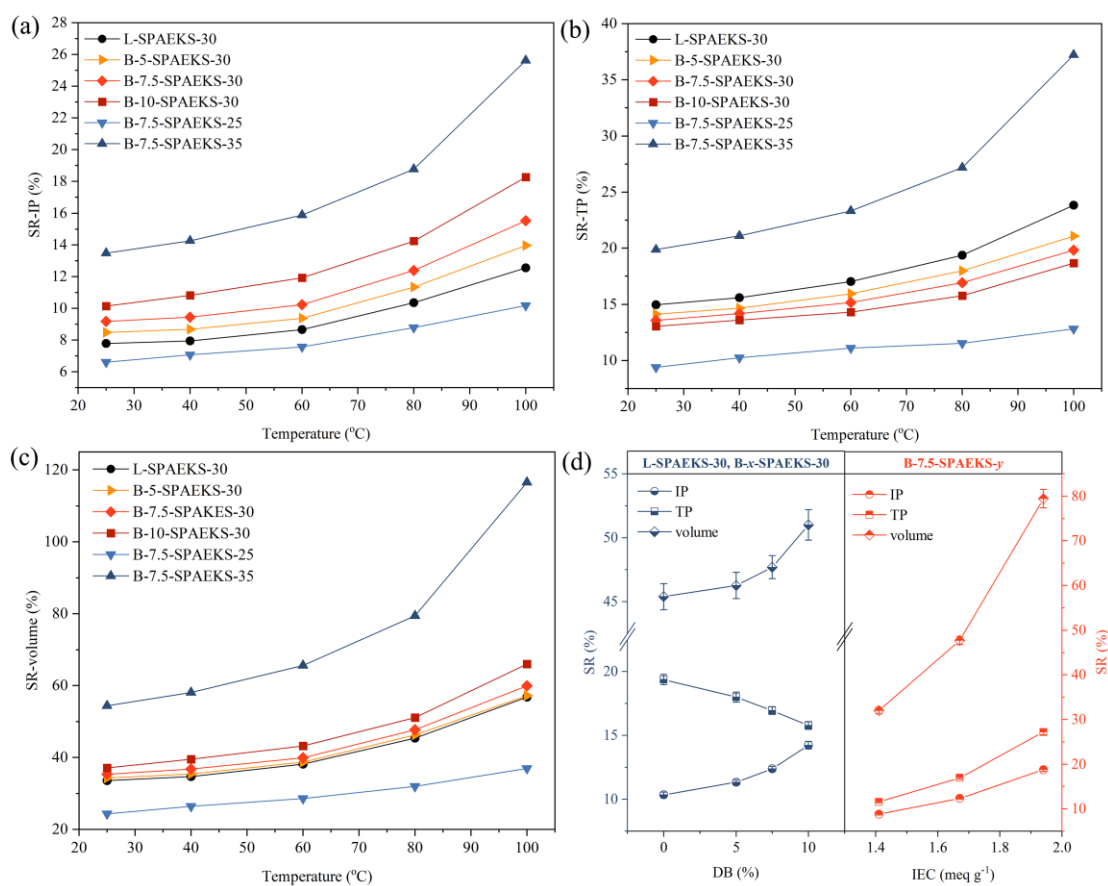 (a)
28
26
24
22
20
18
16
14
12
10
8
6
SR-IP (%)
L-SPAEKS-30
B-5-SPAEKS-30
B-7.5-SPAEKS-30
B-10-SPAEKS-30
B-7.5-SPAEKS-25
B-7.5-SPAEKS-35
20 30 40 50 60 70 80 90 100
Temperature (°C)
(b)
40
35
30
25
20
15
10
SR-TP (%)
L-SPAEKS-30
B-5-SPAEKS-30
B-7.5-SPAEKS-30
B-10-SPAEKS-30
B-7.5-SPAEKS-25
B-7.5-SPAEKS-35
20 30 40 50 60 70 80 90 100
Temperature (°C)
(c)
120
100
80
60
40
20
SR-volume (%)
L-SPAEKS-30
B-5-SPAEKS-30
B-7.5-SPAKES-30
B-10-SPAEKS-30
B-7.5-SPAEKS-25
B-7.5-SPAEKS-35
20 30 40 50 60 70 80 90 100
Temperature (°C)
(d)
L-SPAEKS-30, B-x-SPAEKS-30
B-7.5-SPAEKS-y
55
50
45
20
15
10
SR (%)
IP
TP
volume
0 5 10
DB (%)
IP
TP
volume
80
70
60
50
40
30
20
10
SR (%)
1.4 1.6 1.8 2.0
IEC (meq g⁻¹)